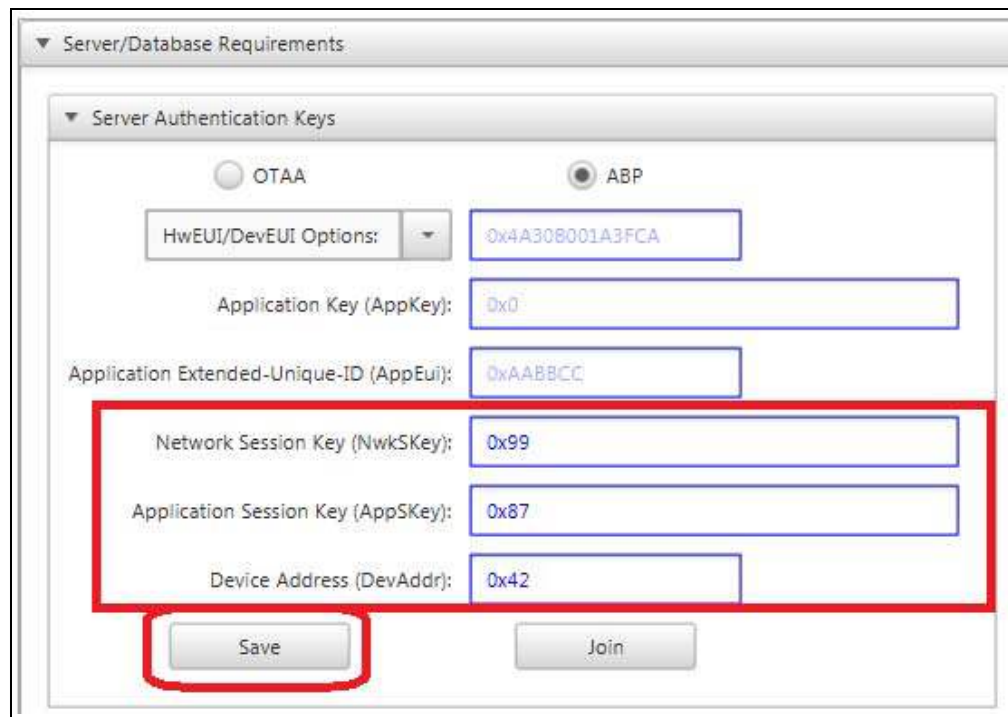 Server/Database Requirements
Server Authentication Keys
OTAA ABP
HwEUI/DevEUI Options: 0x4A30B001A3FCA
Application Key (AppKey): 0x0
Application Extended-Unique-ID (AppEui): 0xAABBCC
Network Session Key (NwkSKey): 0x99
Application Session Key (AppSKey): 0x87
Device Address (DevAddr): 0x42
Save Join